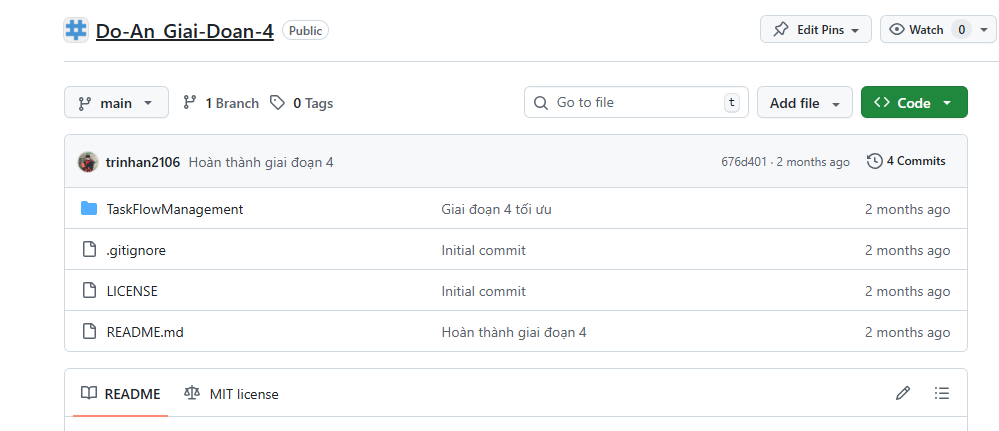 Do-An_Giai-Doan-4 Public Edit Pins Watch 0
main 1 Branch 0 Tags Go to file t Add file Code
trinhan2106 Hoàn thành giai đoạn 4 676d401 · 2 months ago 4 Commits
TaskFlowManagement Giai đoạn 4 tối ưu 2 months ago
.gitignore Initial commit 2 months ago
LICENSE Initial commit 2 months ago
README.md Hoàn thành giai đoạn 4 2 months ago
README MIT license